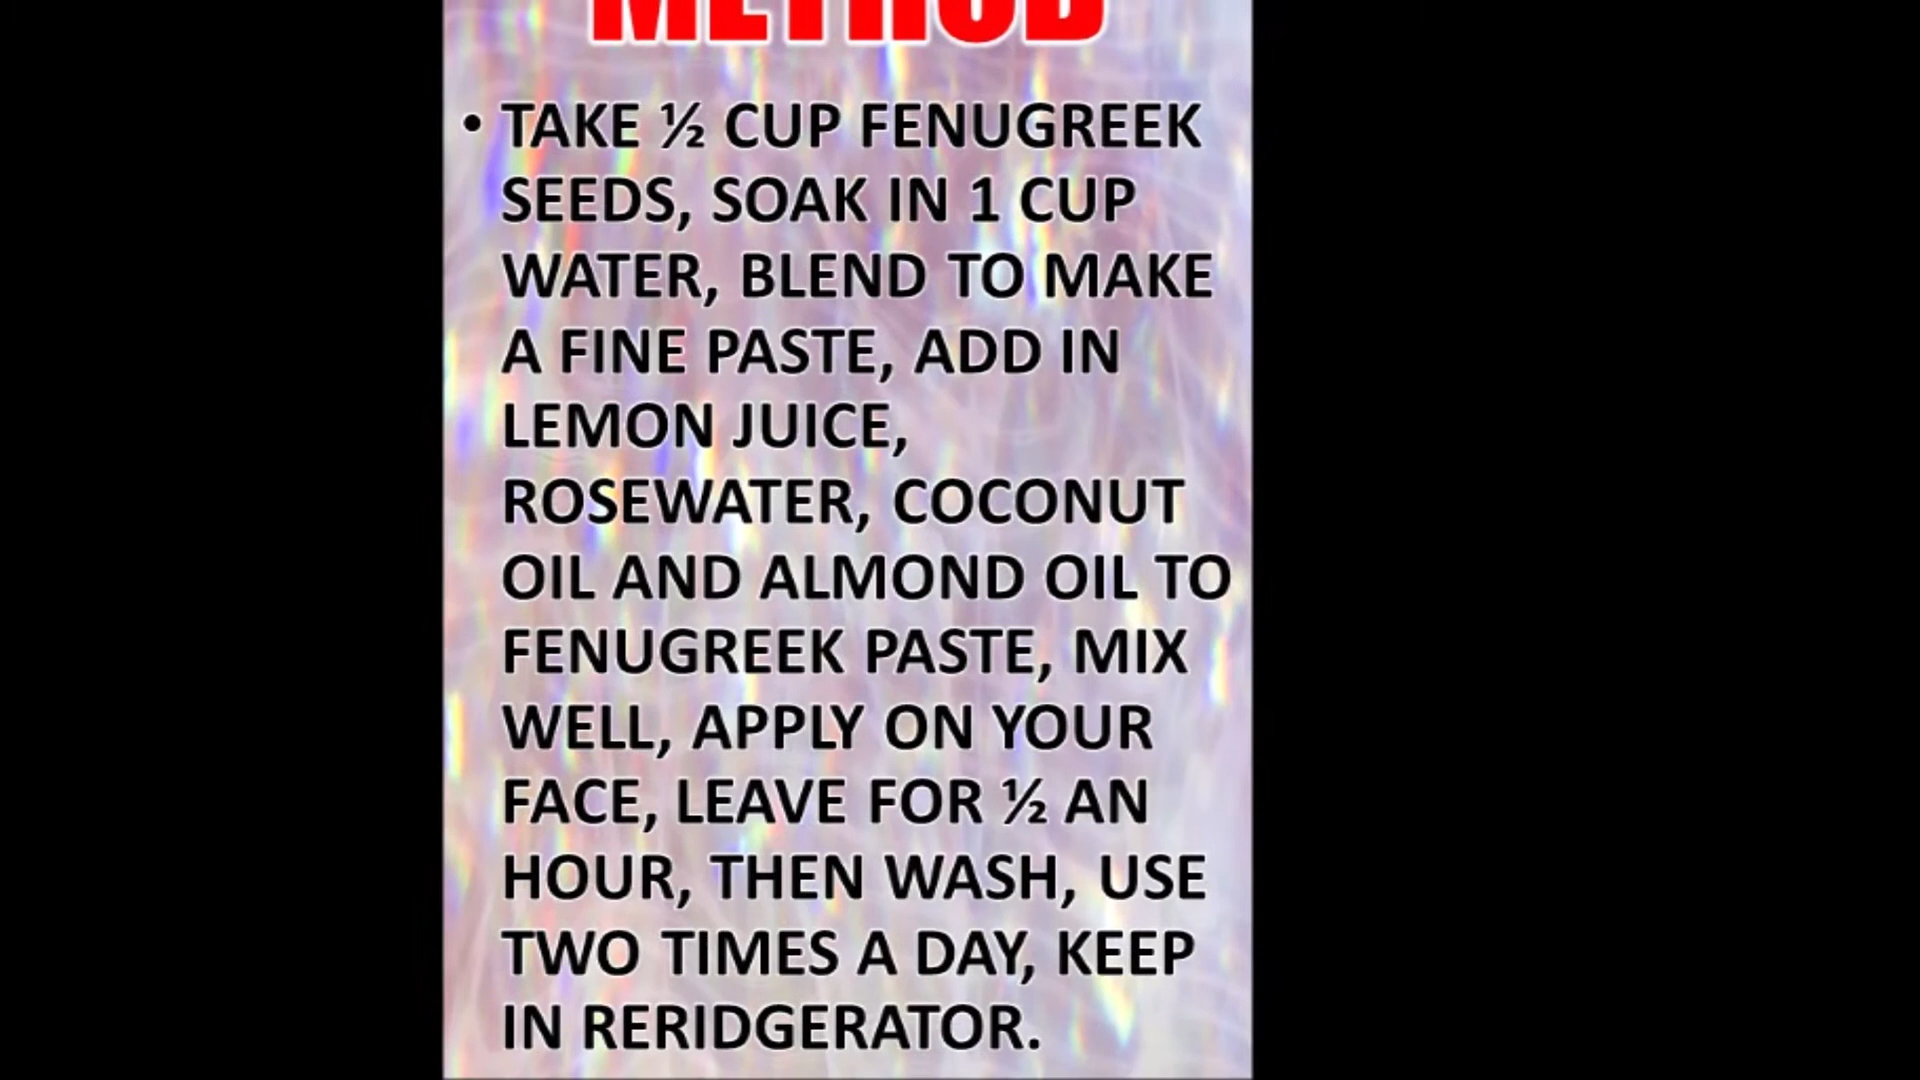 METHOD
• TAKE ½ CUP FENUGREEK
SEEDS, SOAK IN 1 CUP
WATER, BLEND TO MAKE
A FINE PASTE, ADD IN
LEMON JUICE,
ROSEWATER, COCONUT
OIL AND ALMOND OIL TO
FENUGREEK PASTE, MIX
WELL, APPLY ON YOUR
FACE, LEAVE FOR ½ AN
HOUR, THEN WASH, USE
TWO TIMES A DAY, KEEP
IN RERIDGERATOR.